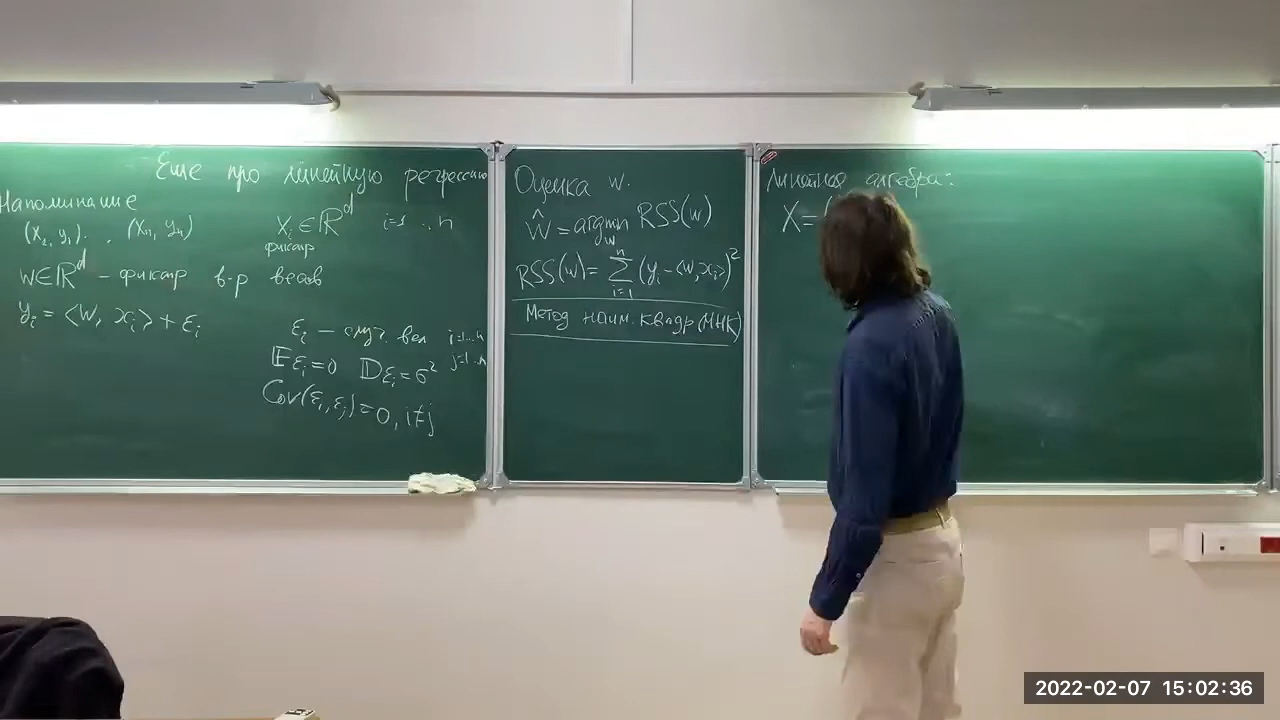 Еще про линейную регрессию
Напоминание
(x₁, y₁), . , (xₙ, yₙ)
Xᵢ ∈ ℝᵈ i=1 .. n
фиксир
w ∈ ℝᵈ - фиксир в-р весов
yᵢ = <w, xᵢ> + εᵢ
εᵢ - случ. вел i=1...n
𝔼εᵢ=0 𝔻εᵢ=σ² j=1...n
Cov(εᵢ, εⱼ)=0, i≠j
Оценка w.
ŵ = argmin RSS(w)
w
RSS(w) = ∑ᵢ₌₁ⁿ (yᵢ - <w, xᵢ>)²
Метод наим. квадр (МНК)
Линейная алгебра:
X = (
2022-02-07 15:02:36